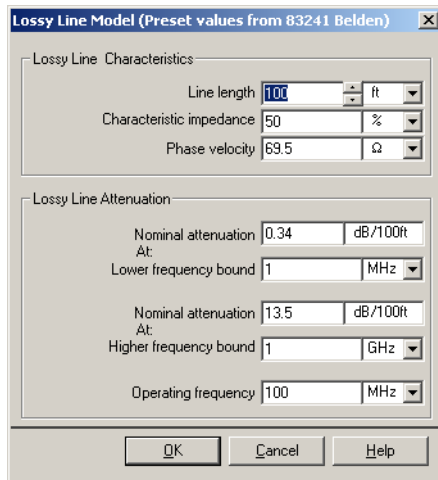 Lossy Line Model (Preset values from 83241 Belden)
Lossy Line Characteristics
Line length 100 ft
Characteristic impedance 50 %
Phase velocity 69.5 Ω
Lossy Line Attenuation
Nominal attenuation 0.34 dB/100ft
At:
Lower frequency bound 1 MHz
Nominal attenuation 13.5 dB/100ft
At:
Higher frequency bound 1 GHz
Operating frequency 100 MHz
OK Cancel Help